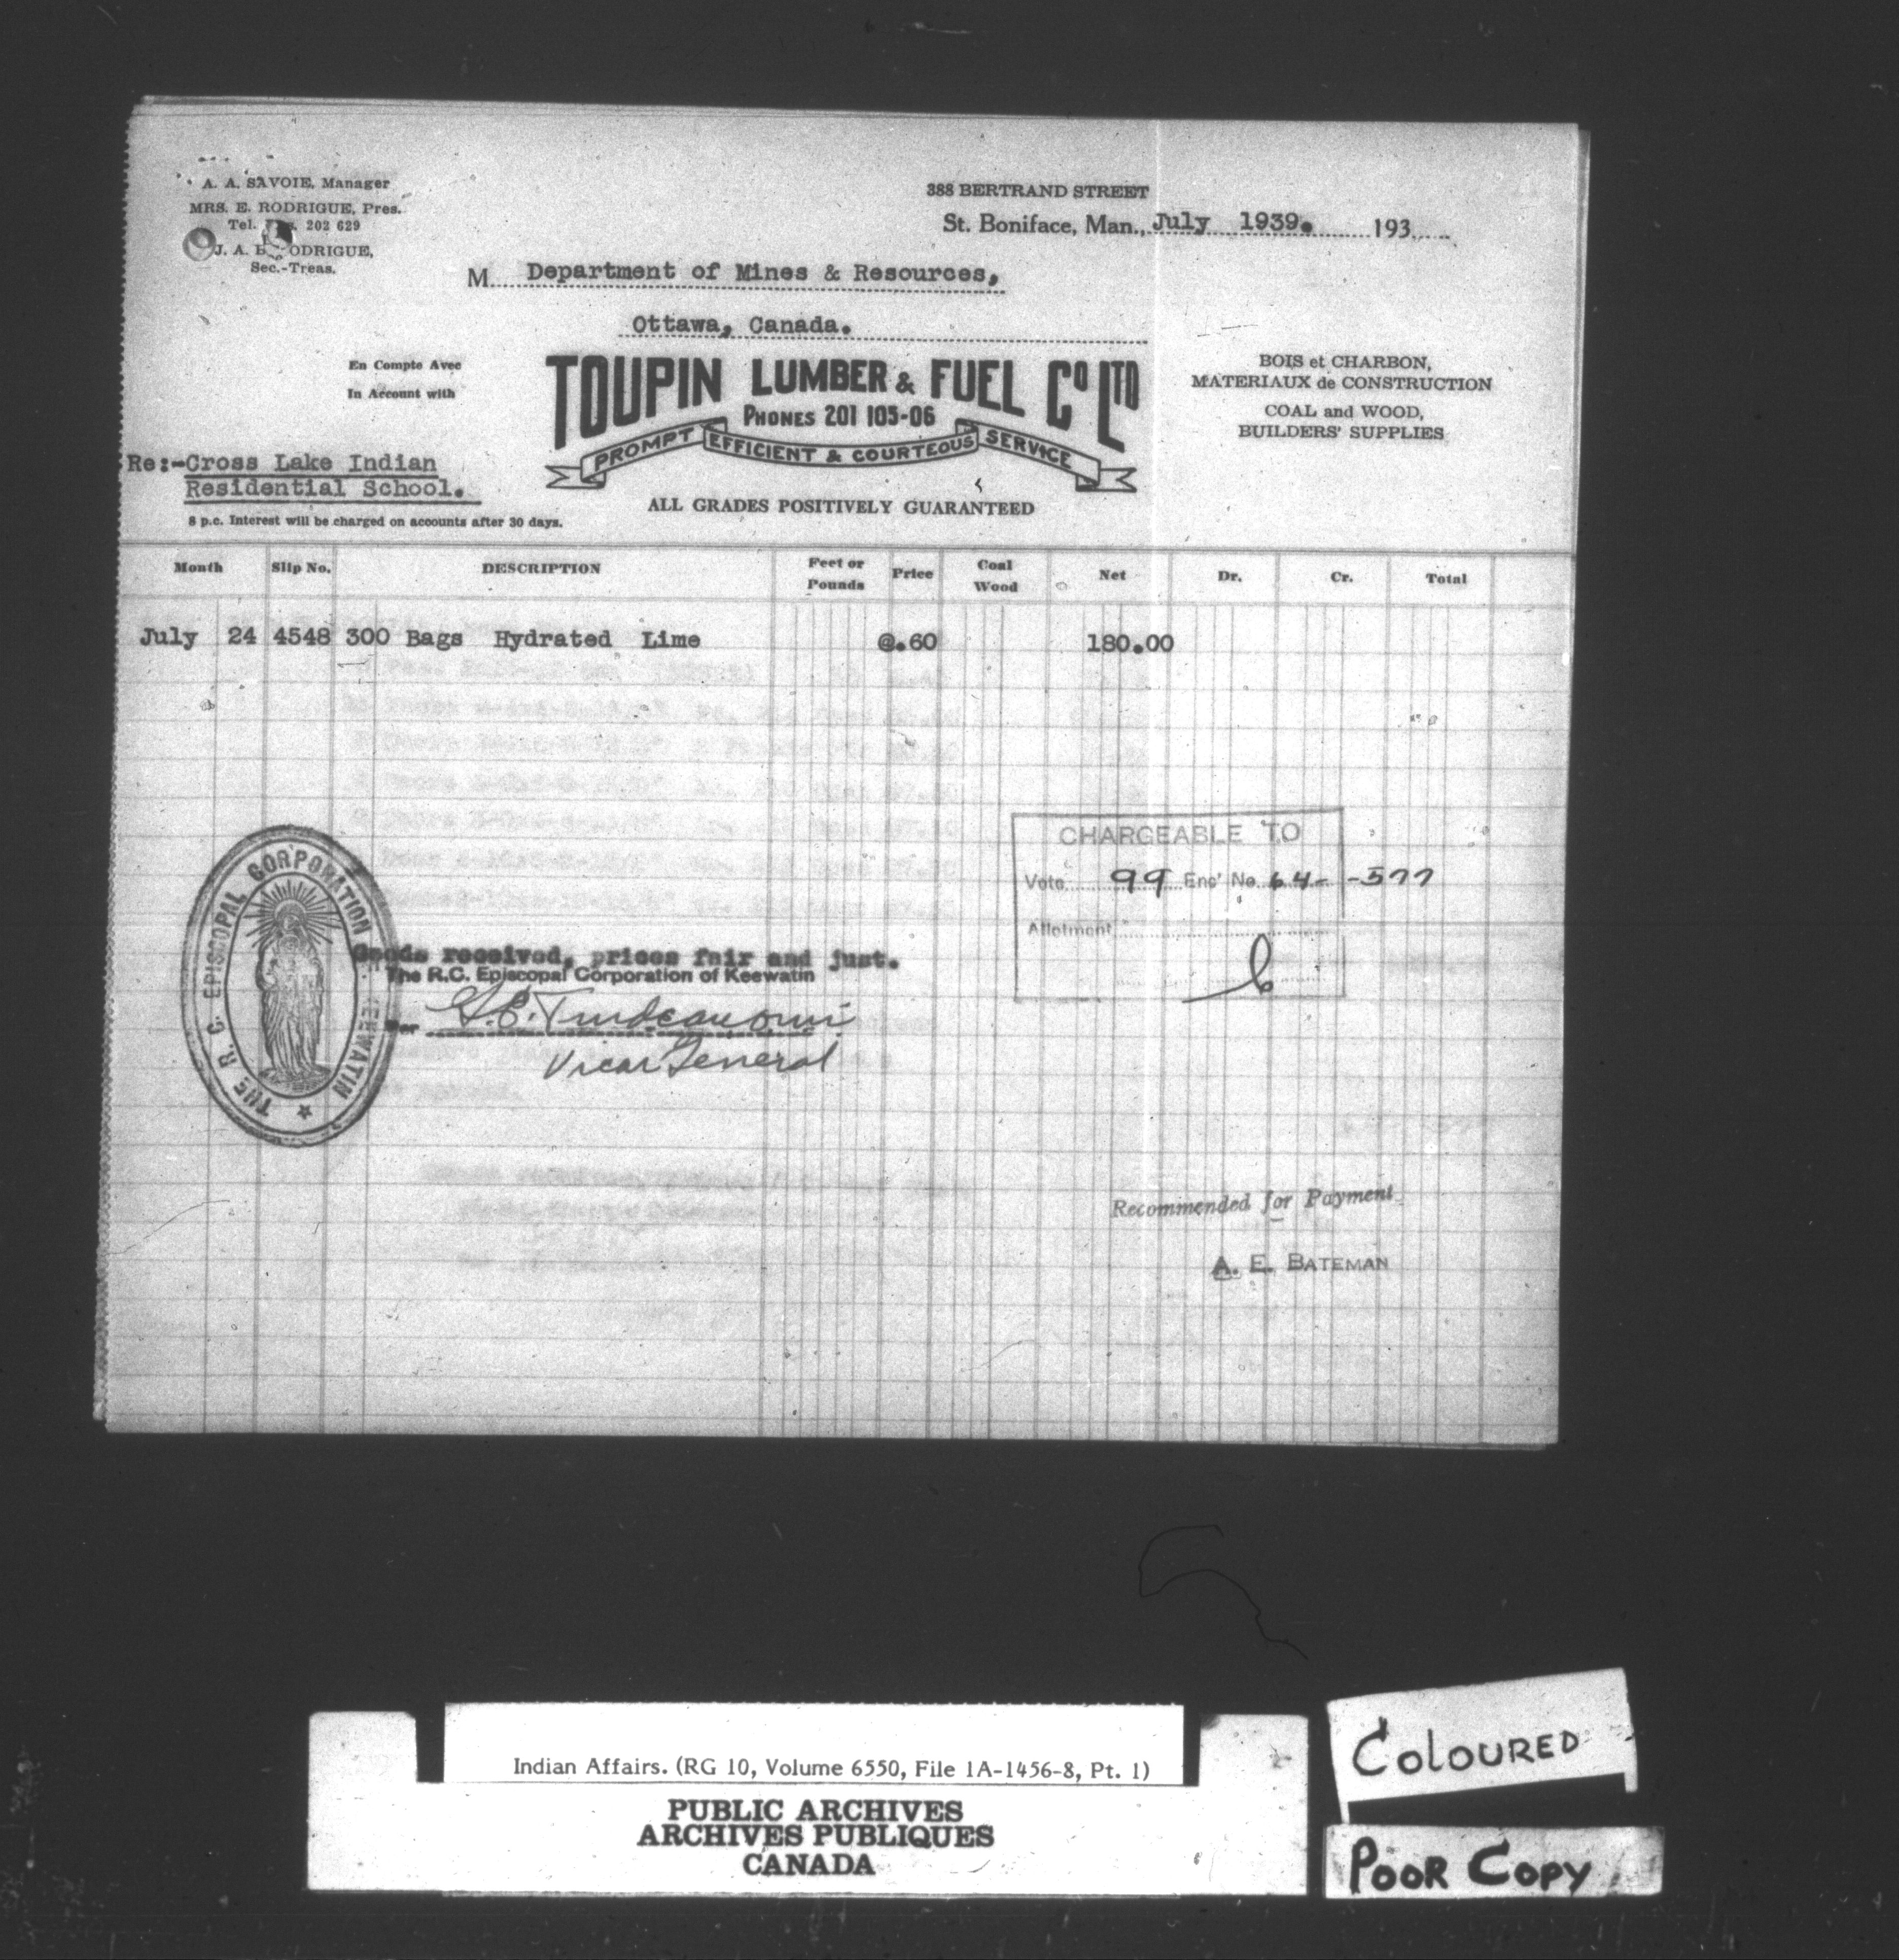 A. A. SAVOIE, Manager
MRS. E. RODRIGUE, Pres.
Tel. 202 629
J. A. ODRIGUE,
Sec.-Treas.
388 BERTRAND STREET
St. Boniface, Man., July 1939. 193
M. Department of Mines & Resources,
Ottawa, Canada.
En Compte Avec
In Account with
TOUPIN LUMBER & FUEL CO LTD
PHONES 201 105-06
PROMPT EFFICIENT & COURTEOUS SERVICE
ALL GRADES POSITIVELY GUARANTEED
BOIS et CHARBON,
MATERIAUX de CONSTRUCTION
COAL and WOOD,
BUILDERS' SUPPLIES
Re:-Cross Lake Indian
Residential School.
8 p.c. Interest will be charged on accounts after 30 days.
Month Slip No. DESCRIPTION Feet or Pounds Price Coal Wood Net Dr. Cr. Total
July 24 4548 300 Bags Hydrated Lime @.60 180.00
CHARGEABLE TO
Vote 99 Enc' No. 64- -577
Allotment
THE R. C. EPISCOPAL CORPORATION KEEWATIN
Goods received, prices fair and just.
The R.C. Episcopal Corporation of Keewatin
Per
Vicar General
Recommended for Payment
A. E. BATEMAN
Indian Affairs. (RG 10, Volume 6550, File 1A-1456-8, Pt. 1)
PUBLIC ARCHIVES
ARCHIVES PUBLIQUES
CANADA
COLOURED
POOR COPY